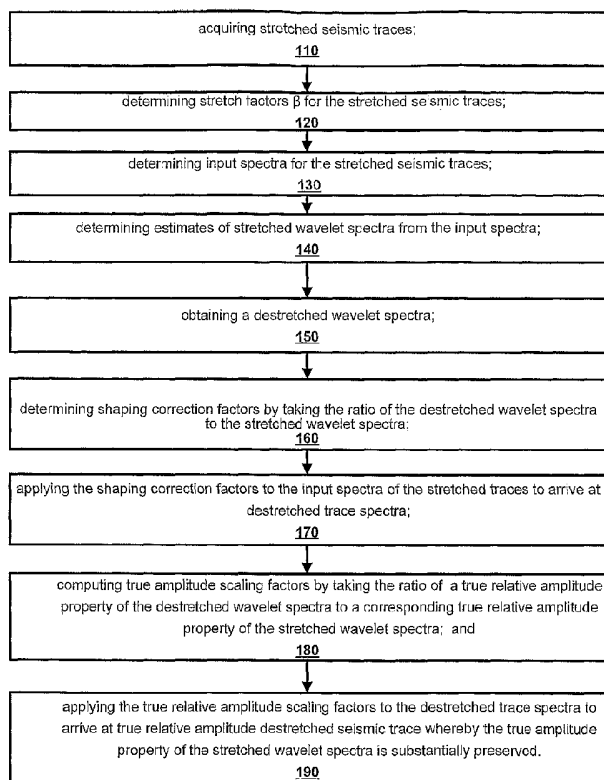 acquiring stretched seismic traces;
110
determining stretch factors β for the stretched seismic traces;
120
determining input spectra for the stretched seismic traces;
130
determining estimates of stretched wavelet spectra from the input spectra;
140
obtaining a destretched wavelet spectra;
150
determining shaping correction factors by taking the ratio of the destretched wavelet spectra
to the stretched wavelet spectra;
160
applying the shaping correction factors to the input spectra of the stretched traces to arrive at
destretched trace spectra;
170
computing true amplitude scaling factors by taking the ratio of a true relative amplitude
property of the destretched wavelet spectra to a corresponding true relative amplitude
property of the stretched wavelet spectra; and
180
applying the true relative amplitude scaling factors to the destretched trace spectra to
arrive at true relative amplitude destretched seismic trace whereby the true amplitude
property of the stretched wavelet spectra is substantially preserved.
190